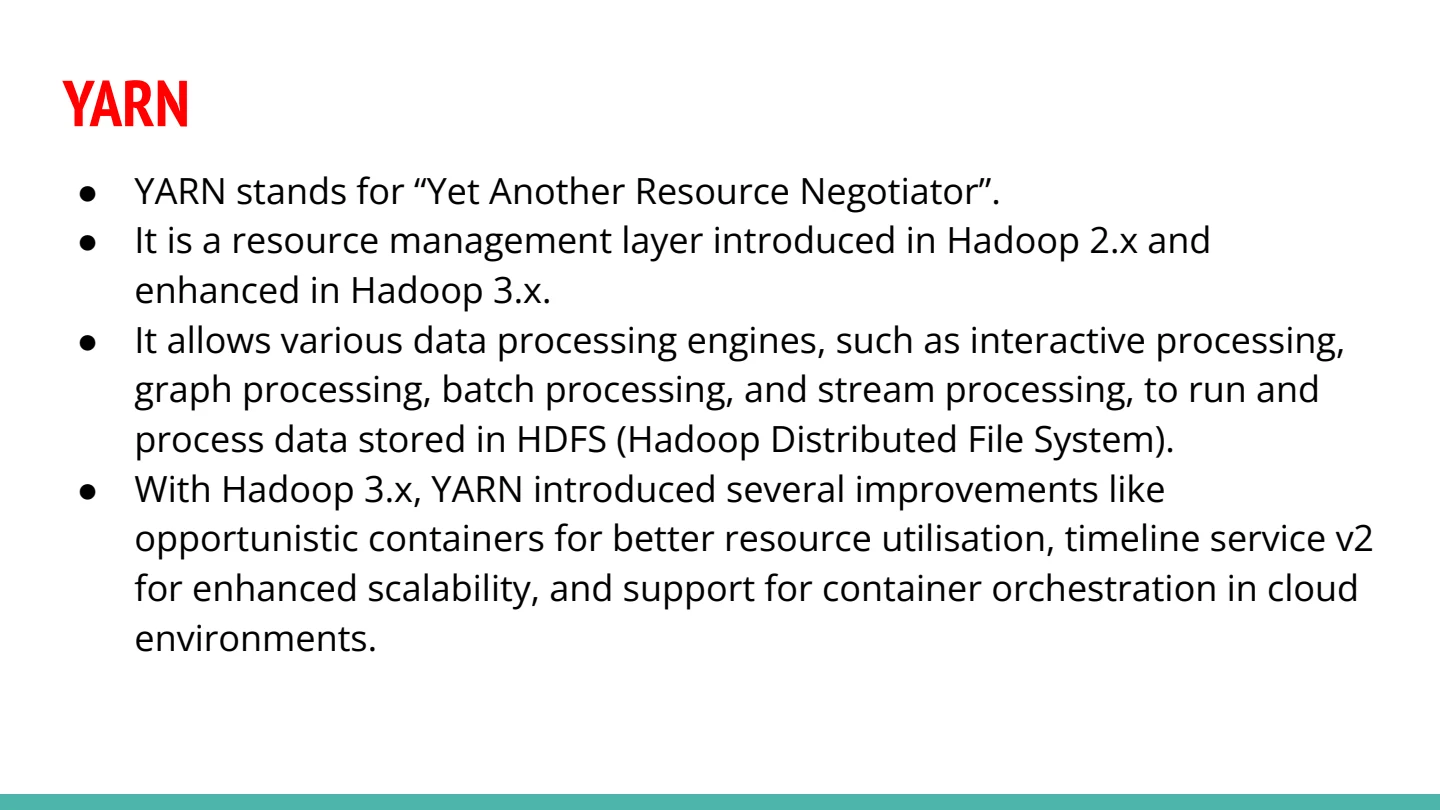 YARN
● YARN stands for “Yet Another Resource Negotiator”.
● It is a resource management layer introduced in Hadoop 2.x and
enhanced in Hadoop 3.x.
● It allows various data processing engines, such as interactive processing,
graph processing, batch processing, and stream processing, to run and
process data stored in HDFS (Hadoop Distributed File System).
● With Hadoop 3.x, YARN introduced several improvements like
opportunistic containers for better resource utilisation, timeline service v2
for enhanced scalability, and support for container orchestration in cloud
environments.